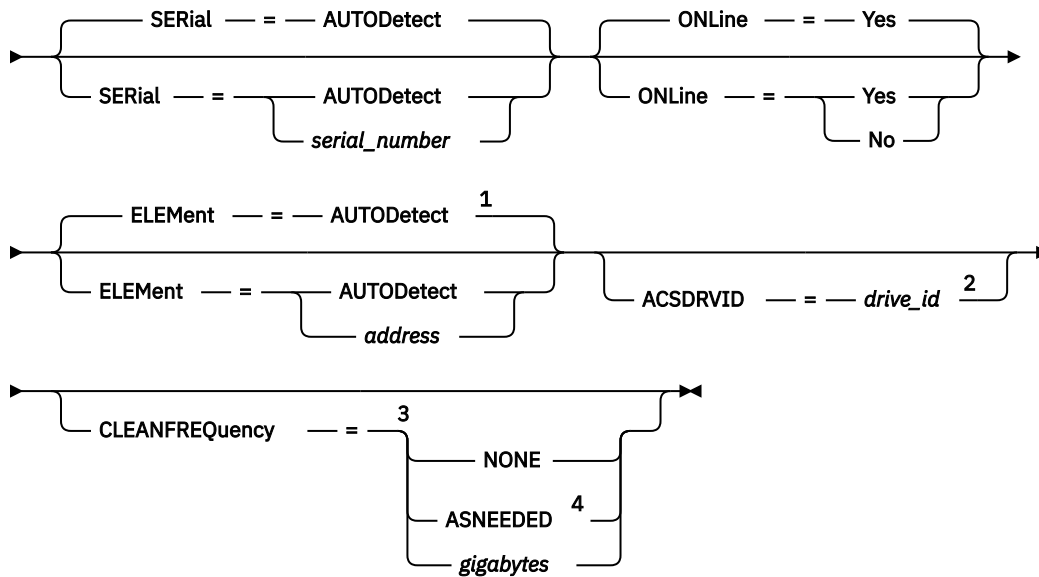 SERial = AUTODetect ONLine = Yes
SERial = AUTODetect ONLine = Yes
serial_number No
ELEMent = AUTODetect 1
ELEMent = AUTODetect ACSDRVID = drive_id 2
address
CLEANFREQuency = 3
NONE
ASNEEDED 4
gigabytes